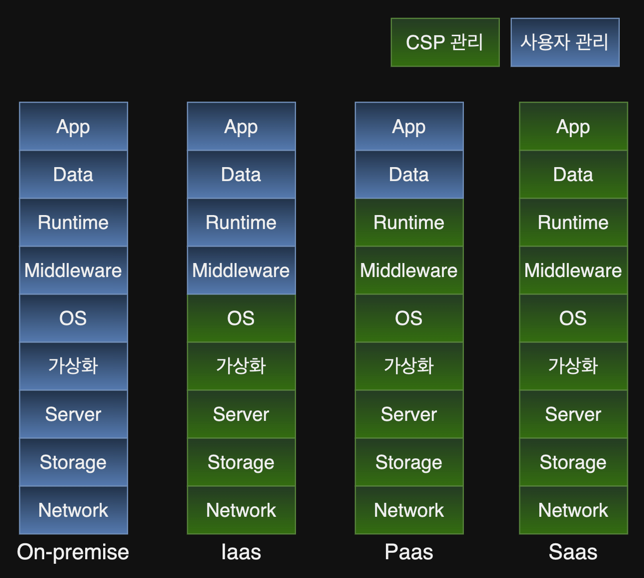 CSP 관리 사용자 관리
App App App App
Data Data Data Data
Runtime Runtime Runtime Runtime
Middleware Middleware Middleware Middleware
OS OS OS OS
가상화 가상화 가상화 가상화
Server Server Server Server
Storage Storage Storage Storage
Network Network Network Network
On-premise Iaas Paas Saas